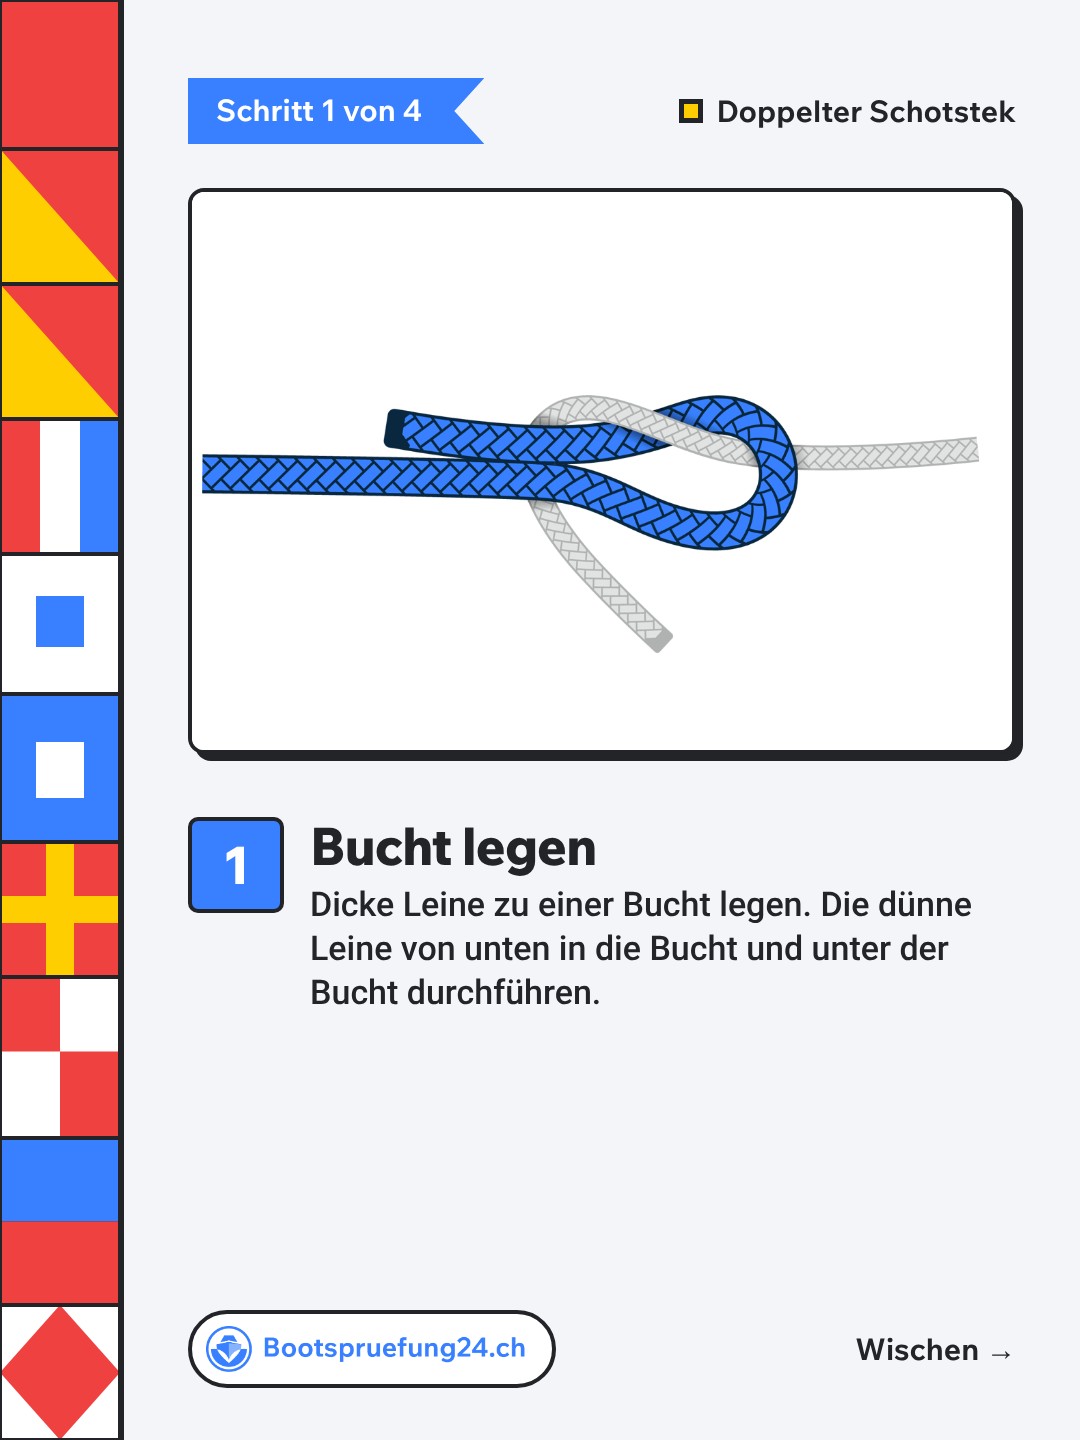 Schritt 1 von 4
Doppelter Schotstek
1
Bucht legen
Dicke Leine zu einer Bucht legen. Die dünne
Leine von unten in die Bucht und unter der
Bucht durchführen.
Bootspruefung24.ch
Wischen →